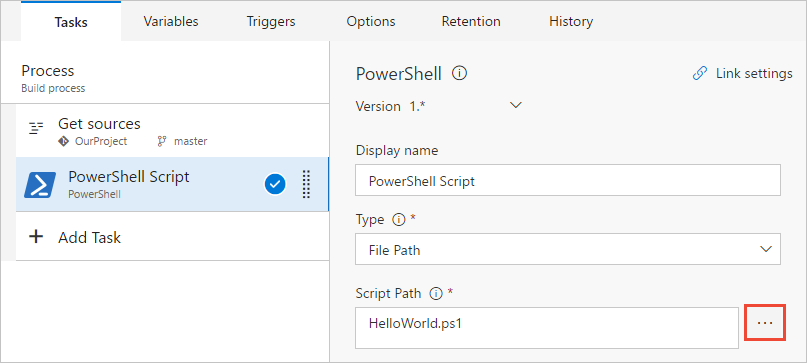 Tasks Variables Triggers Options Retention History
Process
Build process
Get sources
OurProject master
PowerShell Script
PowerShell
+ Add Task
PowerShell
Link settings
Version 1.*
Display name
PowerShell Script
Type *
File Path
Script Path *
HelloWorld.ps1
...